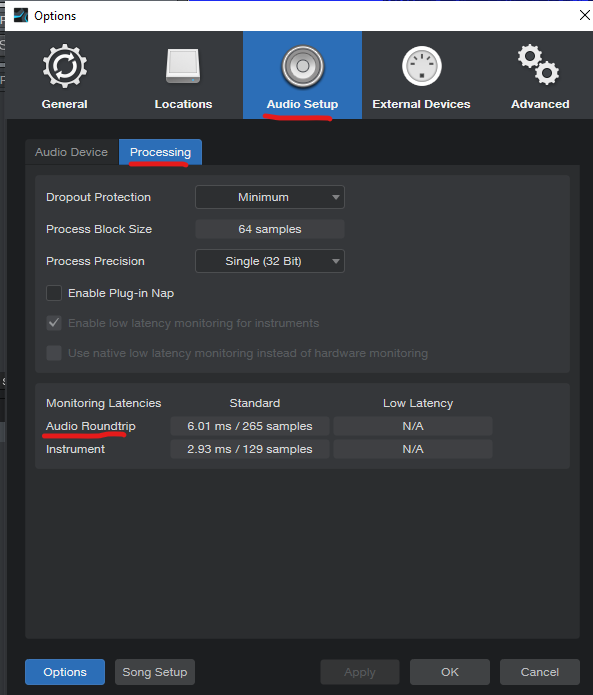 Options
General
Locations
Audio Setup
External Devices
Advanced
Audio Device
Processing
Dropout Protection
Minimum
Process Block Size
64 samples
Process Precision
Single (32 Bit)
Enable Plug-in Nap
Enable low latency monitoring for instruments
Use native low latency monitoring instead of hardware monitoring
Monitoring Latencies
Standard
Low Latency
Audio Roundtrip
6.01 ms / 265 samples
N/A
Instrument
2.93 ms / 129 samples
N/A
Options
Song Setup
Apply
OK
Cancel